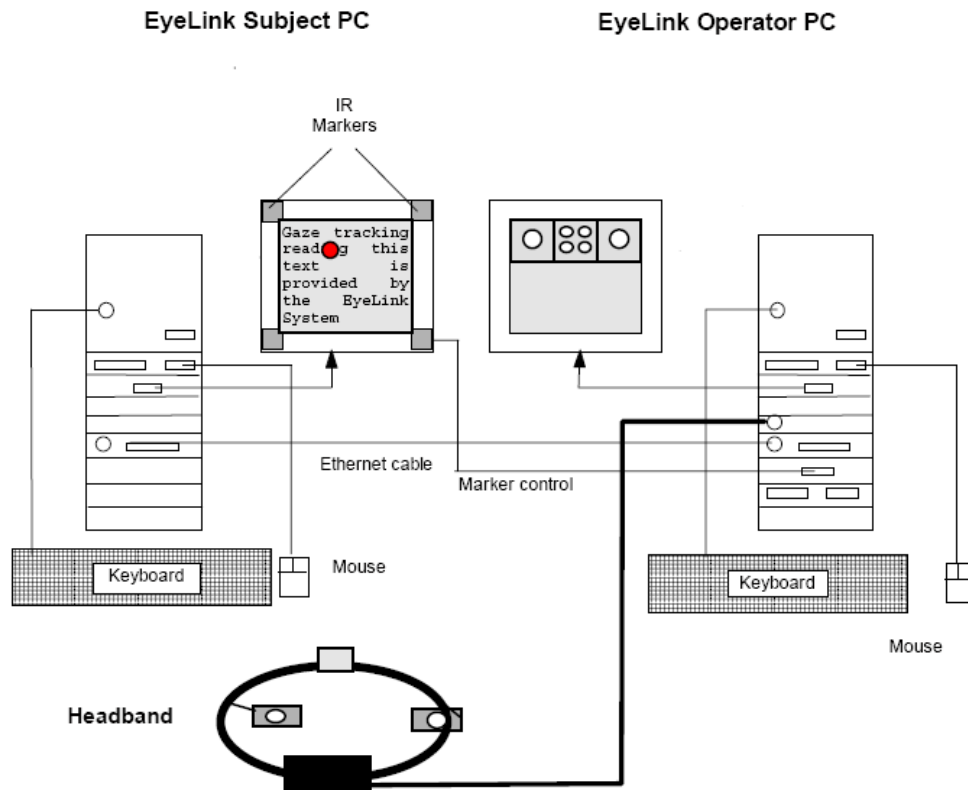 EyeLink Subject PC
EyeLink Operator PC
IR
Markers
Gaze tracking
readg this
text is
provided by
the EyeLink
System
Ethernet cable
Marker control
Keyboard
Mouse
Keyboard
Mouse
Headband